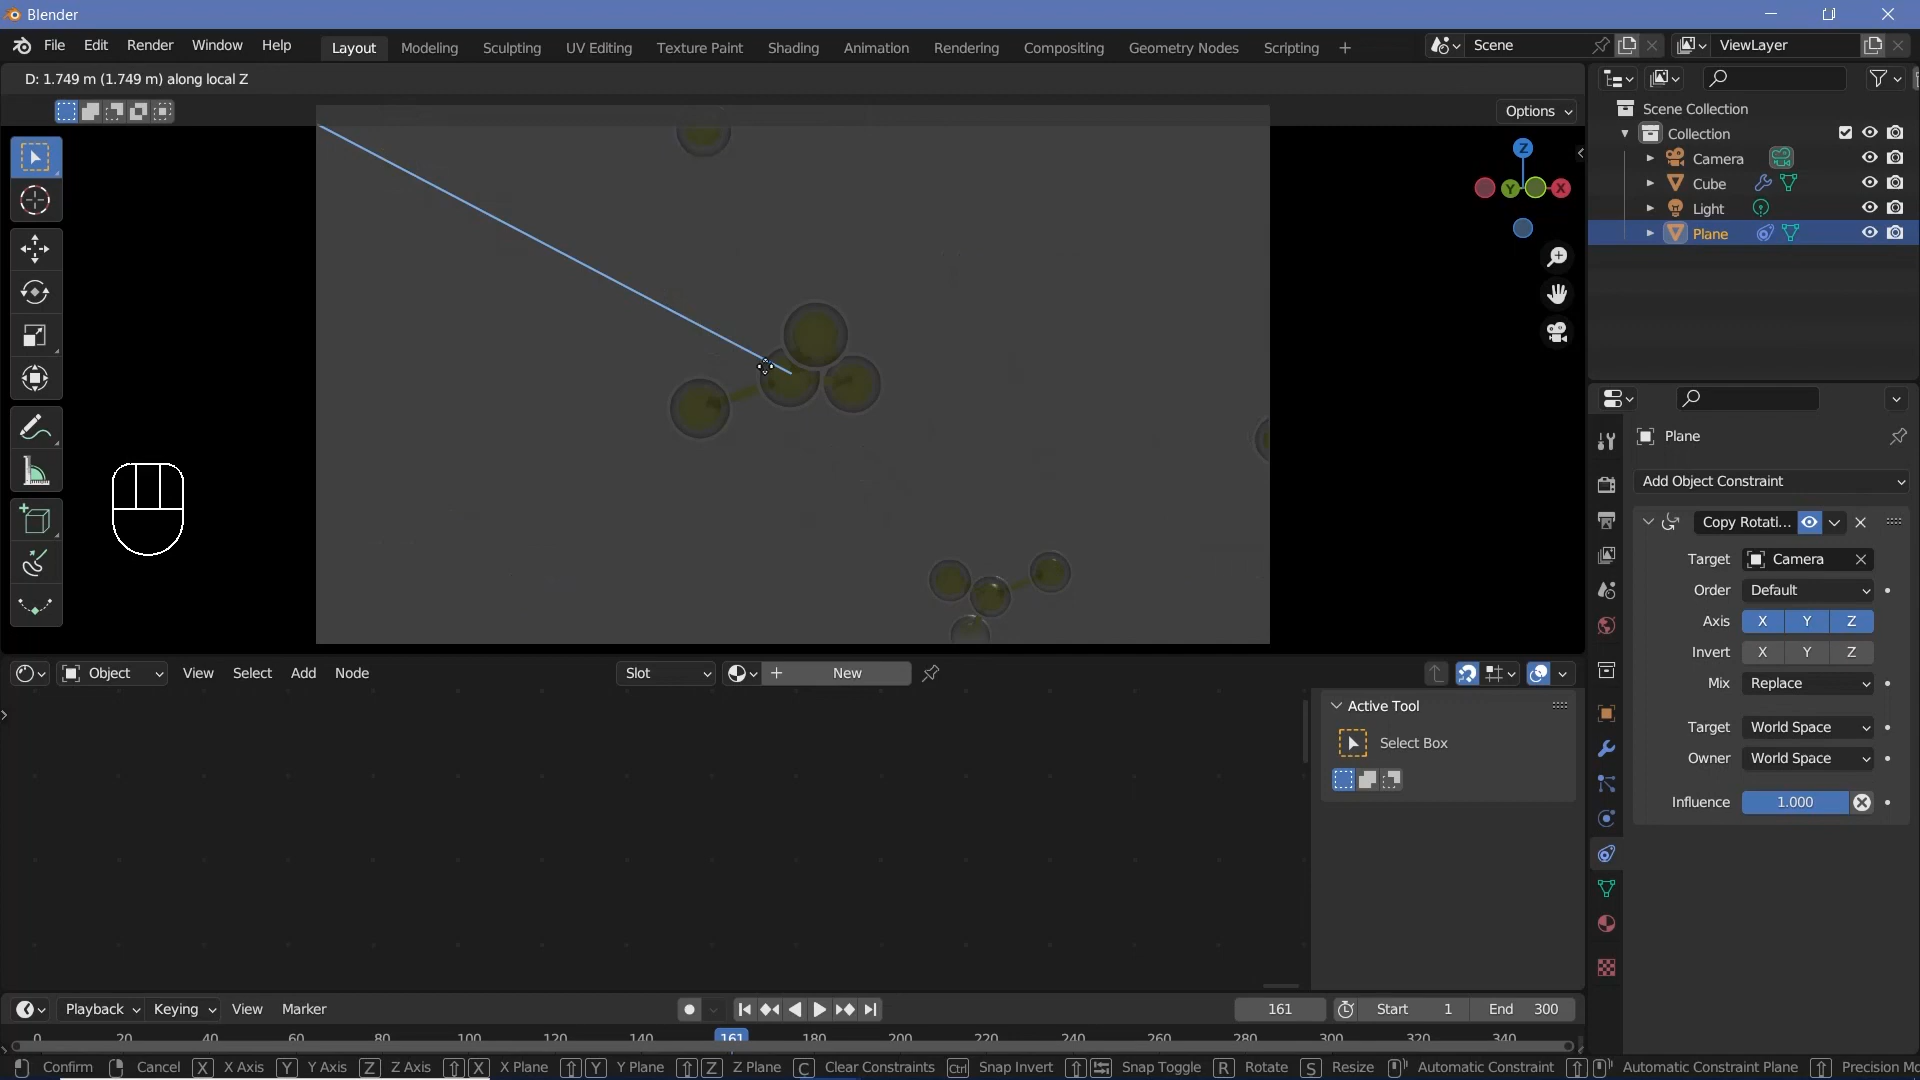 Blender
File Edit Render Window Help
Layout Modeling Sculpting UV Editing Texture Paint Shading Animation Rendering Compositing Geometry Nodes Scripting +
Scene ViewLayer
D: 1.749 m (1.749 m) along local Z
Options
Z
Y X
Scene Collection
Collection
Camera
Cube
Light
Plane
Plane
Add Object Constraint
Copy Rotati...
Target Camera
Order Default
Axis X Y Z
Invert X Y Z
Mix Replace
Target World Space
Owner World Space
Influence 1.000
Object View Select Add Node Slot New
Active Tool
Select Box
Playback Keying View Marker 161 Start 1 End 300
0 20 40 60 80 100 120 140 161 180 200 220 240 260 280 300 320 340
Confirm Cancel X X Axis Y Y Axis Z Z Axis X X Plane Y Y Plane Z Z Plane C Clear Constraints Ctrl Snap Invert Snap Toggle R Rotate S Resize Automatic Constraint Automatic Constraint Plane Precision Mo